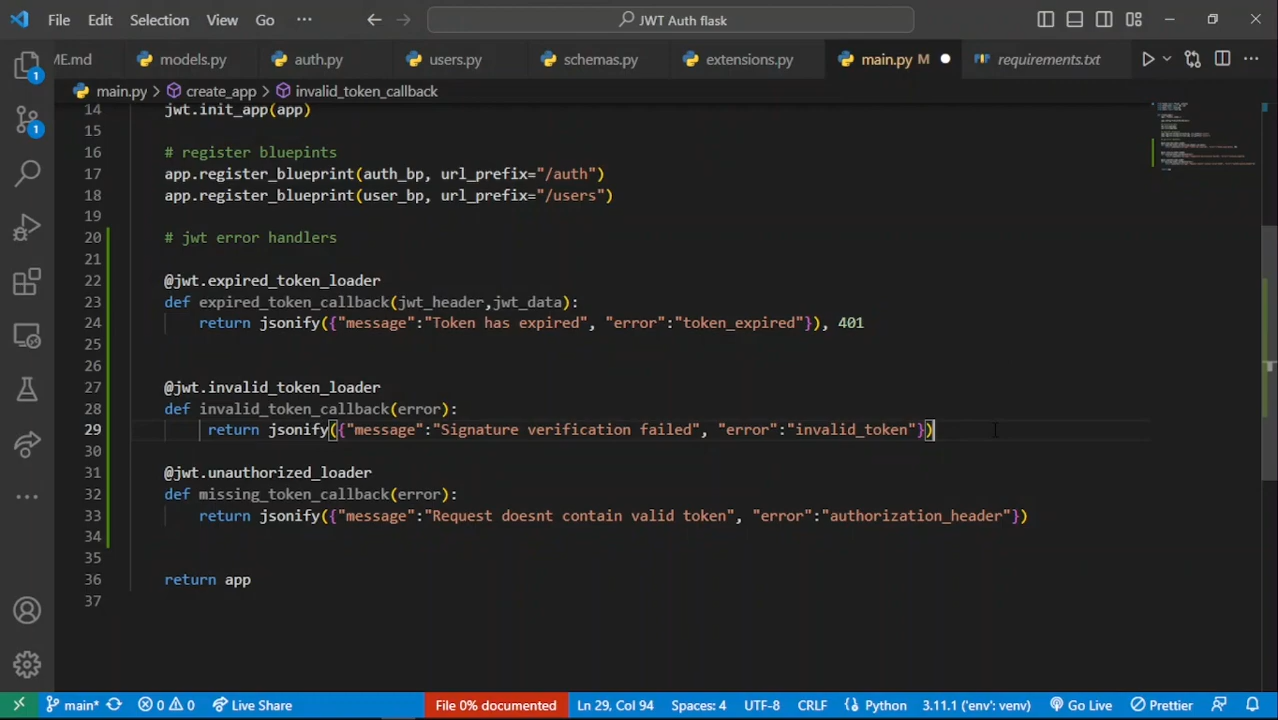 File Edit Selection View Go ··· JWT Auth flask
ME.md models.py auth.py users.py schemas.py extensions.py main.py M requirements.txt
main.py > create_app > invalid_token_callback
14 jwt.init_app(app)
15
16 # register bluepints
17 app.register_blueprint(auth_bp, url_prefix="/auth")
18 app.register_blueprint(user_bp, url_prefix="/users")
19
20 # jwt error handlers
21
22 @jwt.expired_token_loader
23 def expired_token_callback(jwt_header,jwt_data):
24 return jsonify({"message":"Token has expired", "error":"token_expired"}), 401
25
26
27 @jwt.invalid_token_loader
28 def invalid_token_callback(error):
29 return jsonify({"message":"Signature verification failed", "error":"invalid_token"})
30
31 @jwt.unauthorized_loader
32 def missing_token_callback(error):
33 return jsonify({"message":"Request doesnt contain valid token", "error":"authorization_header"})
34
35
36 return app
37
1
1
main* 0 0 Live Share File 0% documented Ln 29, Col 94 Spaces: 4 UTF-8 CRLF Python 3.11.1 ('env': venv) Go Live Prettier